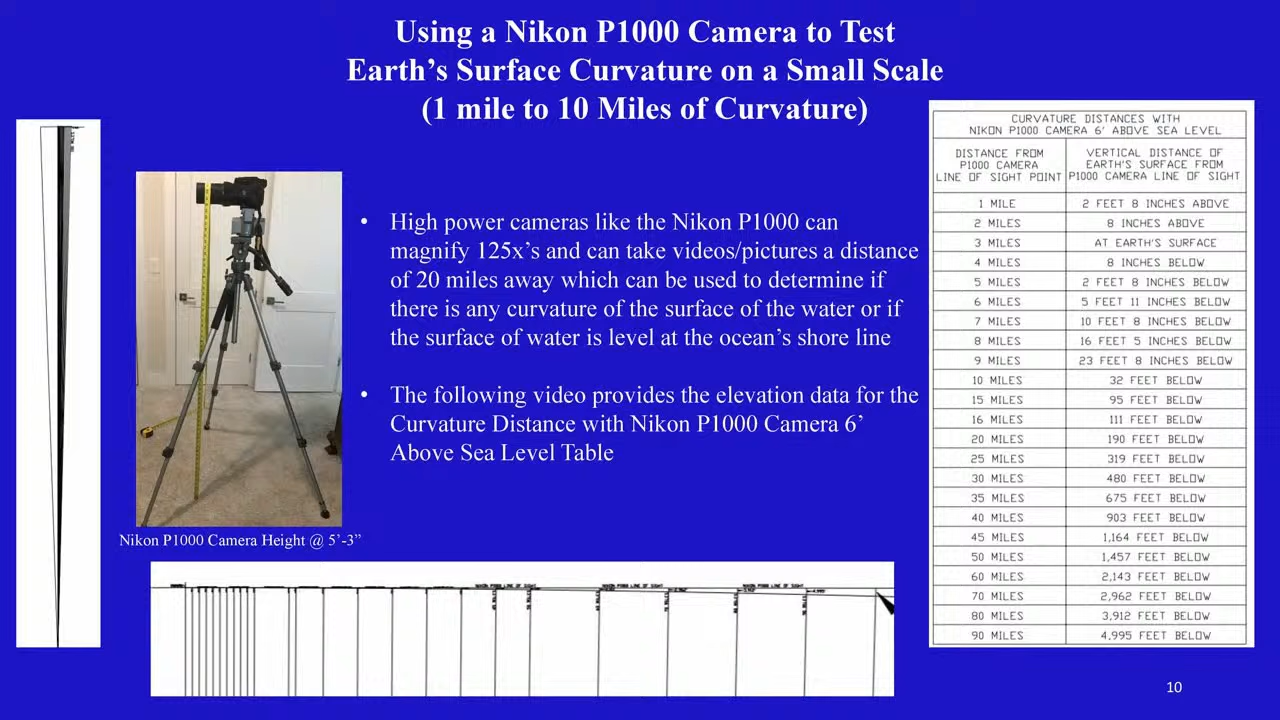 Using a Nikon P1000 Camera to Test
Earth’s Surface Curvature on a Small Scale
(1 mile to 10 Miles of Curvature)
• High power cameras like the Nikon P1000 can
magnify 125x’s and can take videos/pictures a distance
of 20 miles away which can be used to determine if
there is any curvature of the surface of the water or if
the surface of water is level at the ocean’s shore line
• The following video provides the elevation data for the
Curvature Distance with Nikon P1000 Camera 6’
Above Sea Level Table
Nikon P1000 Camera Height @ 5’-3”
CURVATURE DISTANCES WITH
NIKON P1000 CAMERA 6' ABOVE SEA LEVEL
DISTANCE FROM
P1000 CAMERA
LINE OF SIGHT POINT
VERTICAL DISTANCE OF
EARTH'S SURFACE FROM
P1000 CAMERA LINE OF SIGHT
1 MILE 2 FEET 8 INCHES ABOVE
2 MILES 8 INCHES ABOVE
3 MILES AT EARTH'S SURFACE
4 MILES 8 INCHES BELOW
5 MILES 2 FEET 8 INCHES BELOW
6 MILES 5 FEET 11 INCHES BELOW
7 MILES 10 FEET 8 INCHES BELOW
8 MILES 16 FEET 5 INCHES BELOW
9 MILES 23 FEET 8 INCHES BELOW
10 MILES 32 FEET BELOW
15 MILES 95 FEET BELOW
16 MILES 111 FEET BELOW
20 MILES 190 FEET BELOW
25 MILES 319 FEET BELOW
30 MILES 480 FEET BELOW
35 MILES 675 FEET BELOW
40 MILES 903 FEET BELOW
45 MILES 1,164 FEET BELOW
50 MILES 1,457 FEET BELOW
60 MILES 2,143 FEET BELOW
70 MILES 2,962 FEET BELOW
80 MILES 3,912 FEET BELOW
90 MILES 4,995 FEET BELOW
10